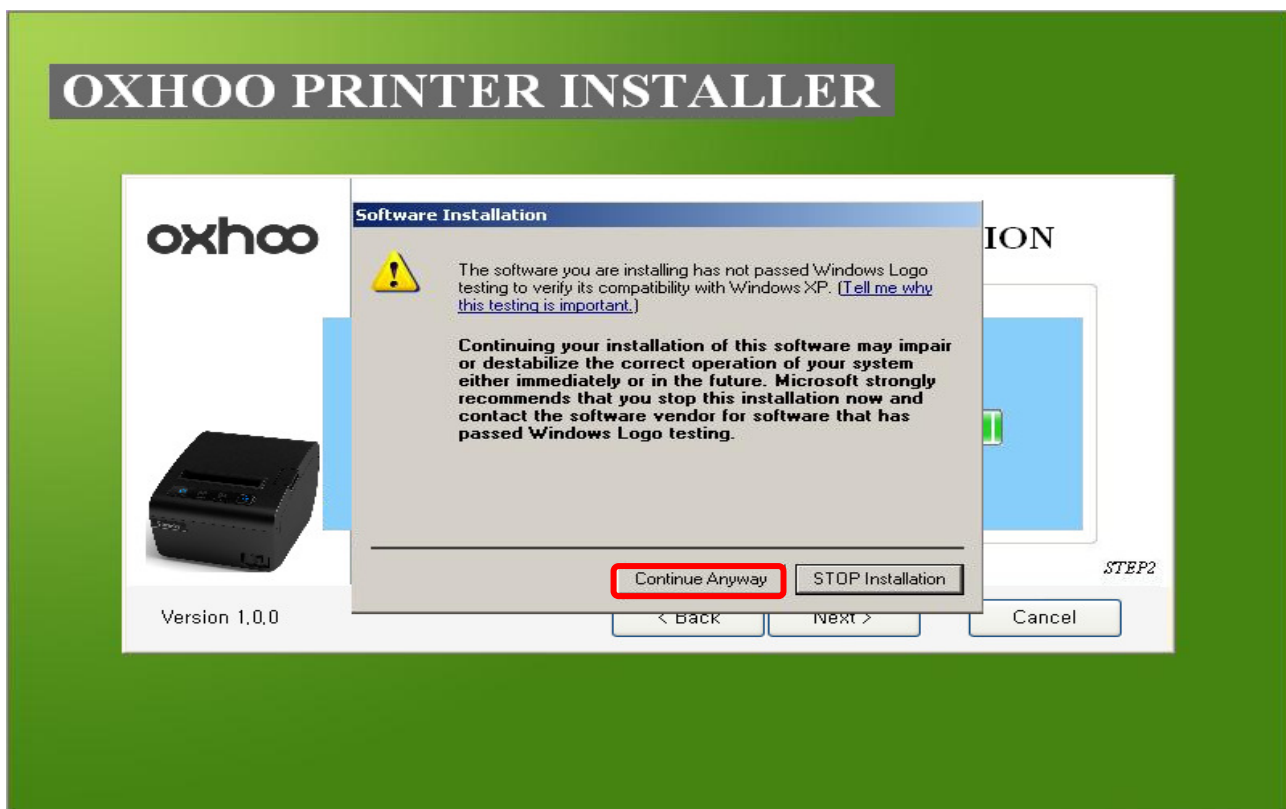 OXHOO PRINTER INSTALLER
oxhoo
Software Installation
ION
The software you are installing has not passed Windows Logo
testing to verify its compatibility with Windows XP. (Tell me why
this testing is important.)
Continuing your installation of this software may impair
or destabilize the correct operation of your system
either immediately or in the future. Microsoft strongly
recommends that you stop this installation now and
contact the software vendor for software that has
passed Windows Logo testing.
Continue Anyway
STOP Installation
STEP2
Version 1,0,0
< Back
Next >
Cancel